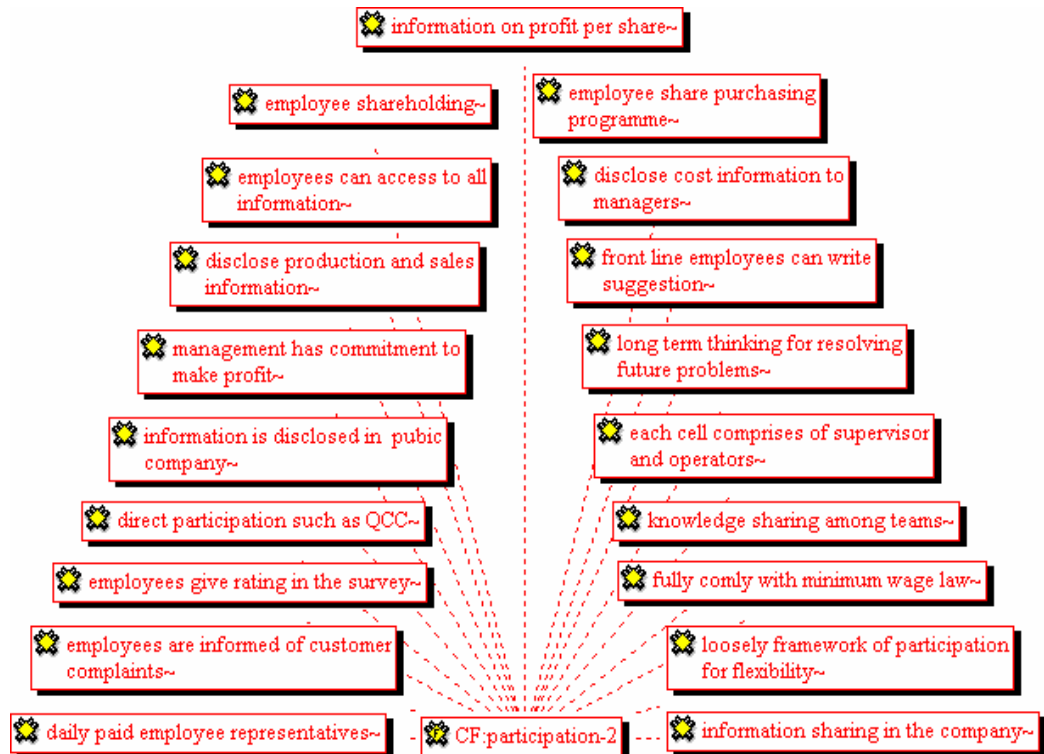 information on profit per share~
employee shareholding~
employee share purchasing
programme~
employees can access to all
information~
disclose cost information to
managers~
disclose production and sales
information~
front line employees can write
suggestion~
management has commitment to
make profit~
long term thinking for resolving
future problems~
information is disclosed in pubic
company~
each cell comprises of supervisor
and operators~
direct participation such as QCC~
knowledge sharing among teams~
employees give rating in the survey~
fully comly with minimum wage law~
employees are informed of customer
complaints~
loosely framework of participation
for flexibility~
daily paid employee representatives~
CF:participation-2
information sharing in the company~